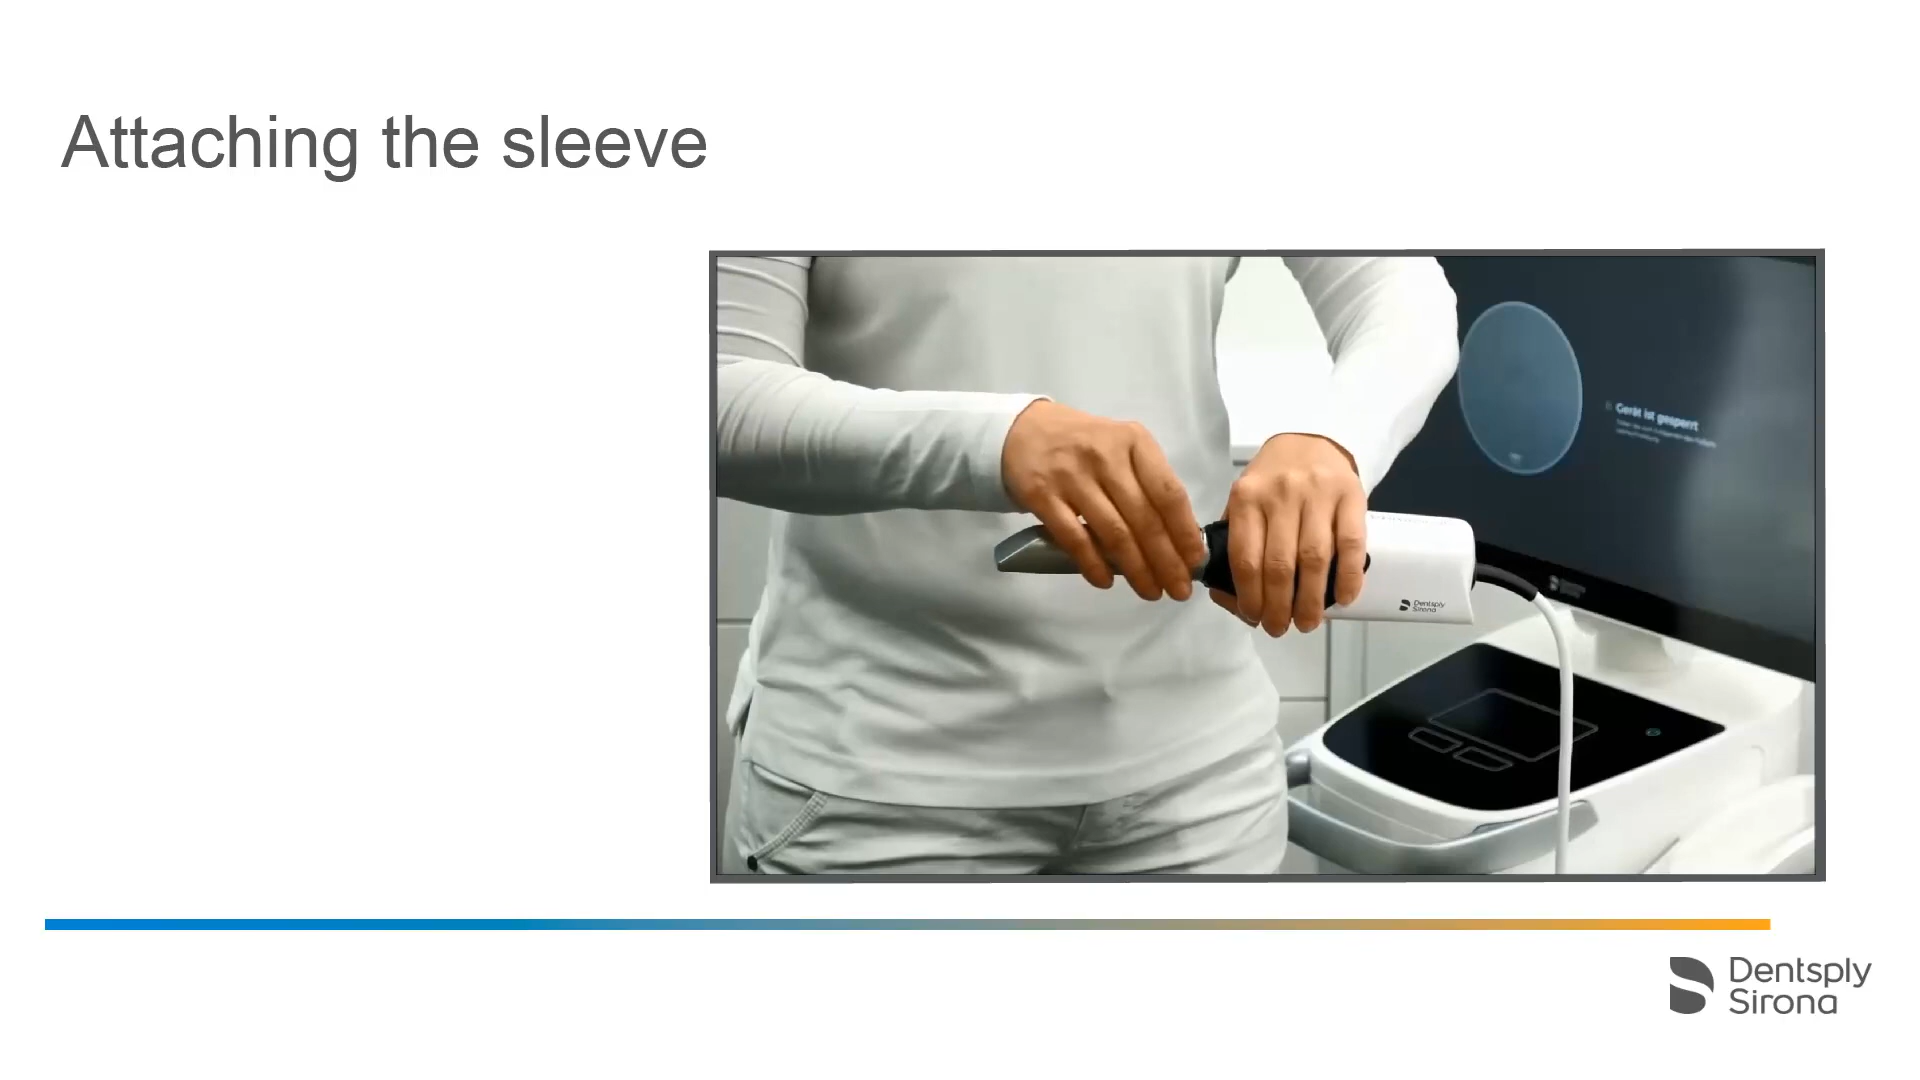 Attaching the sleeve
Gerät ist gesperrt
Dentsply
Sirona
Dentsply
Sirona